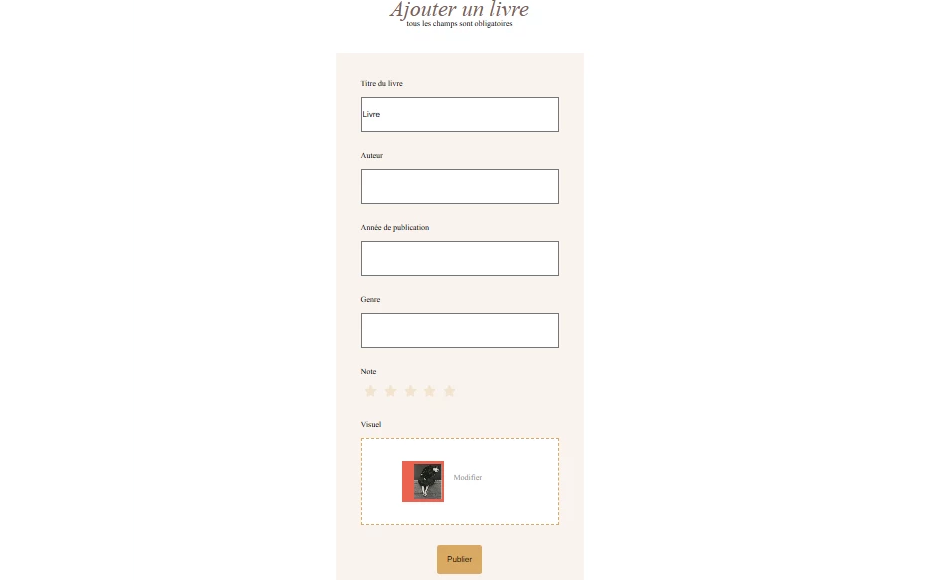 Ajouter un livre
tous les champs sont obligatoires
Titre du livre
Livre
Auteur
Année de publication
Genre
Note
Visuel
Modifier
Publier